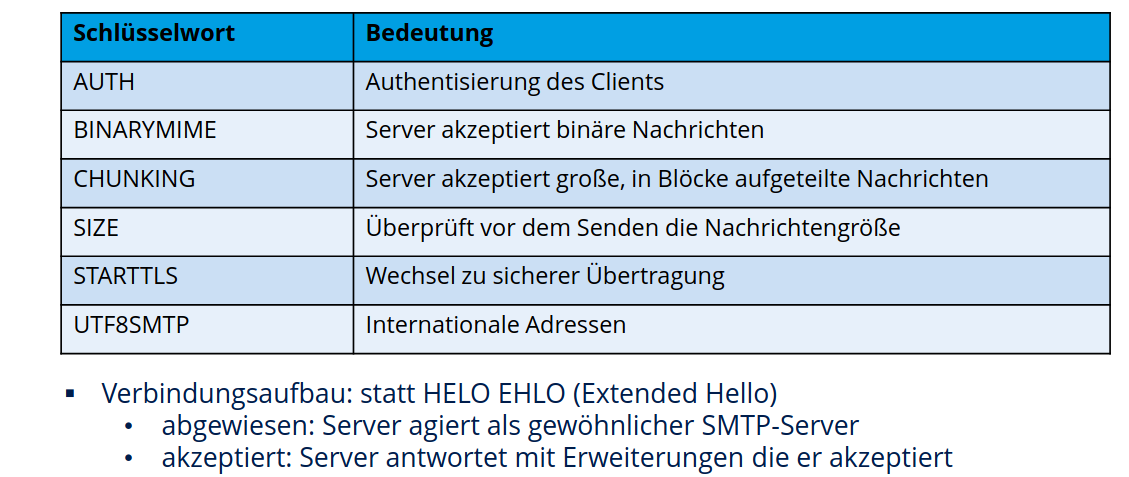 Schlüsselwort Bedeutung
AUTH Authentisierung des Clients
BINARYMIME Server akzeptiert binäre Nachrichten
CHUNKING Server akzeptiert große, in Blöcke aufgeteilte Nachrichten
SIZE Überprüft vor dem Senden die Nachrichtengröße
STARTTLS Wechsel zu sicherer Übertragung
UTF8SMTP Internationale Adressen
▪ Verbindungsaufbau: statt HELO EHLO (Extended Hello)
• abgewiesen: Server agiert als gewöhnlicher SMTP-Server
• akzeptiert: Server antwortet mit Erweiterungen die er akzeptiert